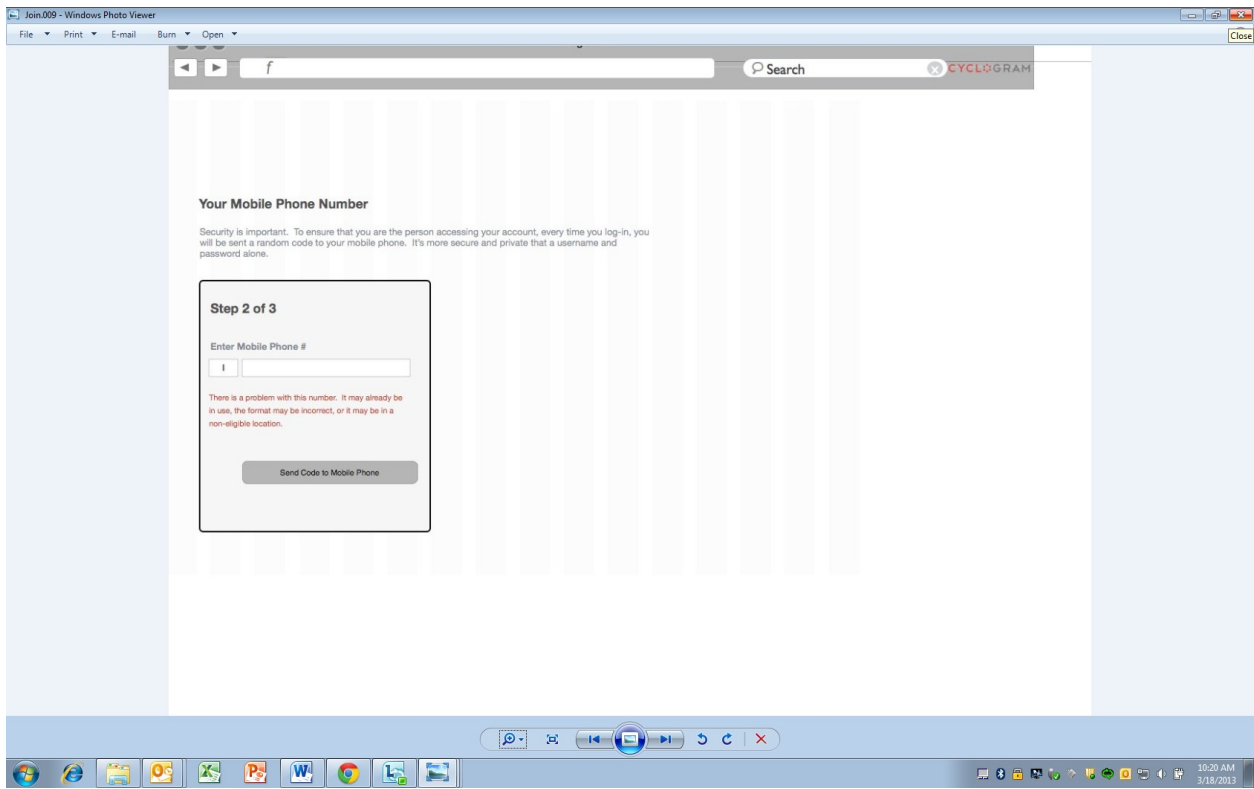 Join.009 - Windows Photo Viewer
File Print E-mail Burn Open
Close
f
Search
CYCLOGRAM
Your Mobile Phone Number
Security is important. To ensure that you are the person accessing your account, every time you log-in, you
will be sent a random code to your mobile phone. It's more secure and private that a username and
password alone.
Step 2 of 3
Enter Mobile Phone #
There is a problem with this number. It may already be
in use, the format may be incorrect, or it may be in a
non-eligible location.
Send Code to Mobile Phone
10:20 AM
3/18/2013